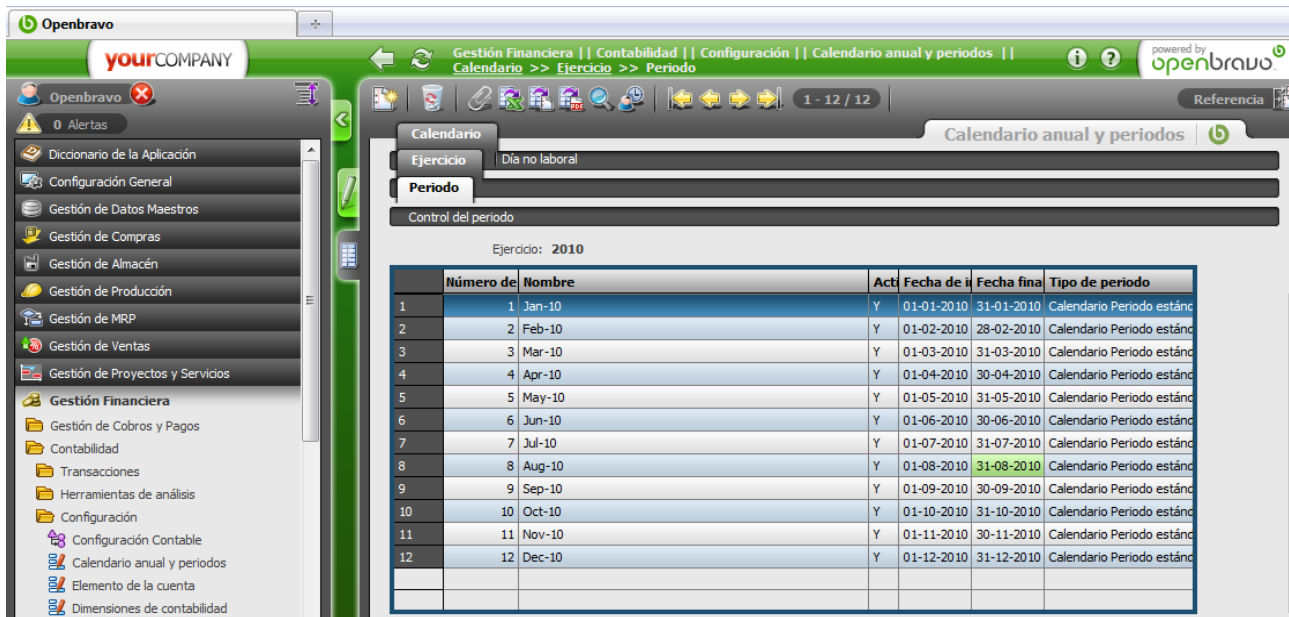 Openbravo
yourCOMPANY
Gestión Financiera || Contabilidad || Configuración || Calendario anual y periodos ||
Calendario >> Ejercicio >> Periodo
powered by
openbravo
Openbravo
1 - 12 / 12
Referencia
0 Alertas
Calendario
Calendario anual y periodos
Diccionario de la Aplicación
Configuración General
Gestión de Datos Maestros
Gestión de Compras
Gestión de Almacén
Gestión de Producción
Gestión de MRP
Gestión de Ventas
Gestión de Proyectos y Servicios
Gestión Financiera
Gestión de Cobros y Pagos
Contabilidad
Transacciones
Herramientas de análisis
Configuración
Configuración Contable
Calendario anual y periodos
Elemento de la cuenta
Dimensiones de contabilidad
Ejercicio Día no laboral
Periodo
Control del periodo
Ejercicio: 2010
Número de Nombre Acti Fecha de i Fecha fina Tipo de periodo
1 1 Jan-10 Y 01-01-2010 31-01-2010 Calendario Periodo estánd
2 2 Feb-10 Y 01-02-2010 28-02-2010 Calendario Periodo estánd
3 3 Mar-10 Y 01-03-2010 31-03-2010 Calendario Periodo estánd
4 4 Apr-10 Y 01-04-2010 30-04-2010 Calendario Periodo estánd
5 5 May-10 Y 01-05-2010 31-05-2010 Calendario Periodo estánd
6 6 Jun-10 Y 01-06-2010 30-06-2010 Calendario Periodo estánd
7 7 Jul-10 Y 01-07-2010 31-07-2010 Calendario Periodo estánd
8 8 Aug-10 Y 01-08-2010 31-08-2010 Calendario Periodo estánd
9 9 Sep-10 Y 01-09-2010 30-09-2010 Calendario Periodo estánd
10 10 Oct-10 Y 01-10-2010 31-10-2010 Calendario Periodo estánd
11 11 Nov-10 Y 01-11-2010 30-11-2010 Calendario Periodo estánd
12 12 Dec-10 Y 01-12-2010 31-12-2010 Calendario Periodo estánd